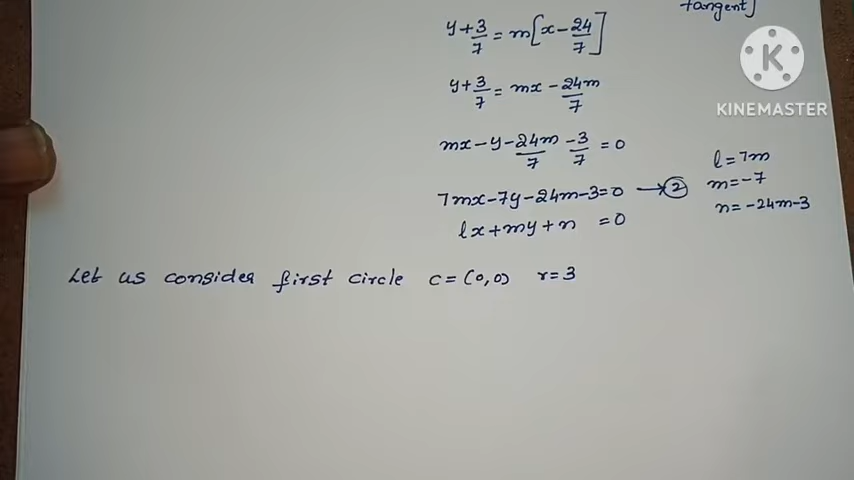 tangent]
y+3/7 = m[x-24/7]
y+3/7 = mx-24m/7
mx-y-24m/7-3/7=0
7mx-7y-24m-3=0 → ②
lx+my+n =0
l=7m
m=-7
n=-24m-3
Let us consider first circle c=(0,0) r=3
K
KINEMASTER